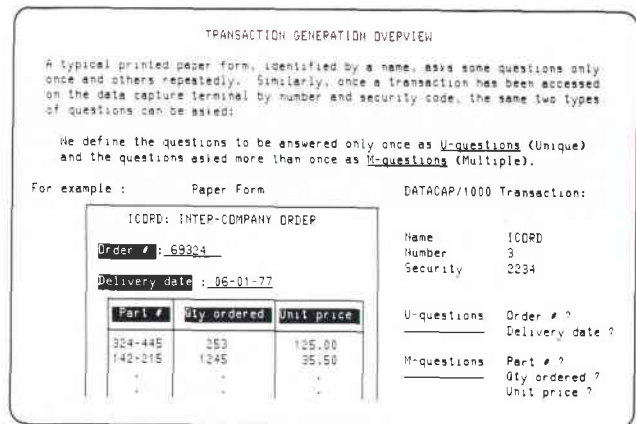 TRANSACTION GENERATION OVERVIEW
A typical printed paper form, identified by a name, asks some questions only
once and others repeatedly. Similarly, once a transaction has been accessed
on the data capture terminal by number and security code, the same two types
of questions can be asked:
We define the questions to be answered only once as U-questions (Unique)
and the questions asked more than once as M-questions (Multiple).
For example : Paper Form DATACAP/1000 Transaction:
ICORD: INTER-COMPANY ORDER
Name ICORD
Order # : 69324
Number 3
Security 2234
Delivery date : 06-01-77
Part # Qty ordered Unit price
U-questions Order # ?
Delivery date ?
324-445 253 125.00
142-215 1245 35.50
M-questions Part # ?
Qty ordered ?
Unit price ?